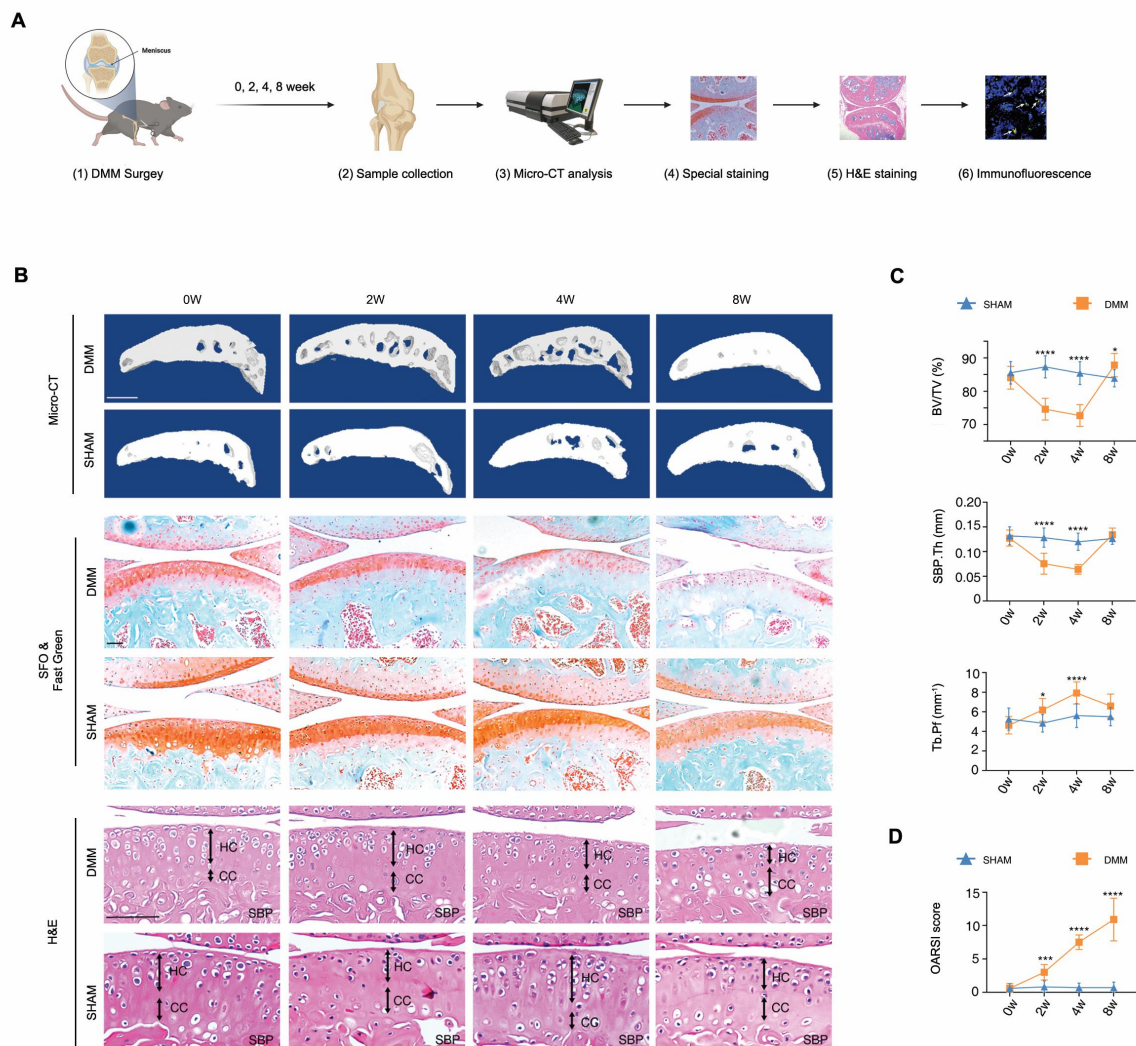 A
Meniscus
0, 2, 4, 8 week
(1) DMM Surgey
(2) Sample collection
(3) Micro-CT analysis
(4) Special staining
(5) H&E staining
(6) Immunofluorescence
B
0W 2W 4W 8W
Micro-CT
DMM
SHAM
SFO &
Fast Green
DMM
SHAM
H&E
DMM
HC HC HC HC
CC CC CC CC
SBP SBP SBP SBP
SHAM
HC HC HC HC
CC CC CC CC
SBP SBP SBP SBP
C
SHAM DMM
BV/TV (%)
90
80
70
**** **** *
0w 2w 4w 8w
SBP.Th (mm)
0.20
0.15
0.10
0.05
0
**** ****
0w 2w 4w 8w
Tb.Pf (mm⁻¹)
10
8
6
4
2
0
* ****
0w 2w 4w 8w
D
SHAM DMM
OARSI score
15
10
5
0
*** **** ****
0w 2w 4w 8w